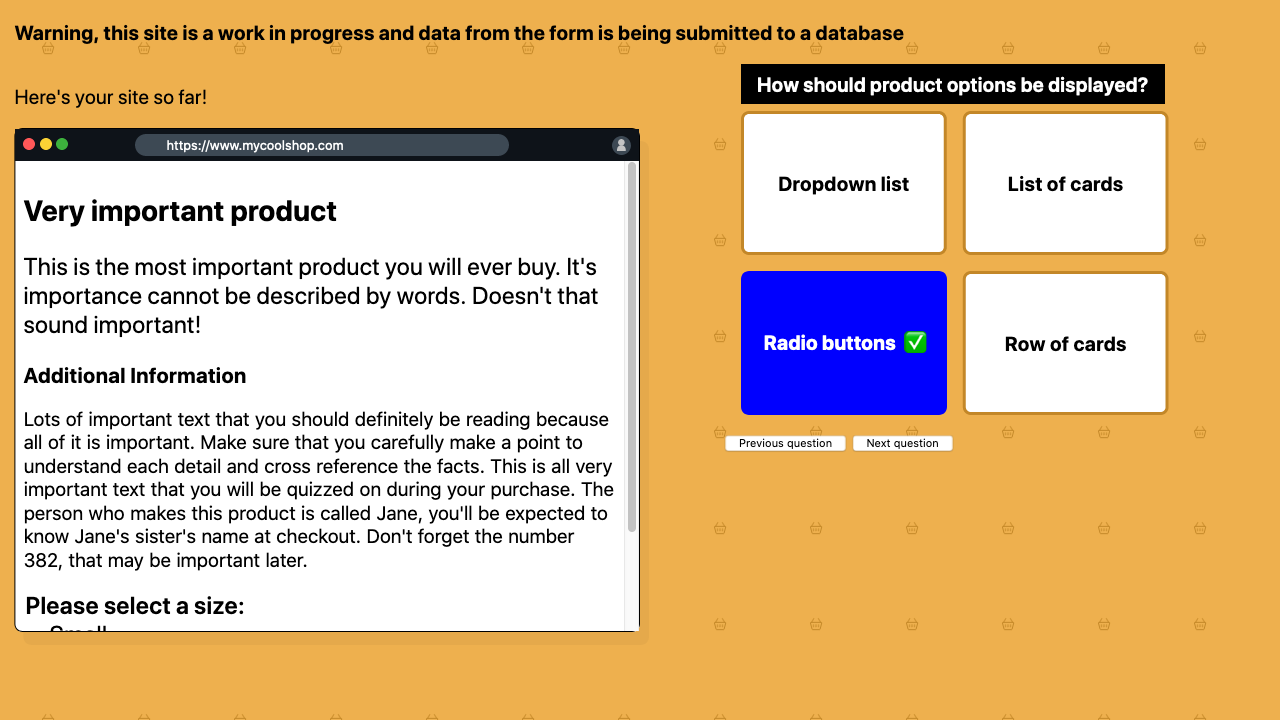 Warning, this site is a work in progress and data from the form is being submitted to a database
Here's your site so far!
https://www.mycoolshop.com
Very important product
This is the most important product you will ever buy. It's
importance cannot be described by words. Doesn't that
sound important!
Additional Information
Lots of important text that you should definitely be reading because
all of it is important. Make sure that you carefully make a point to
understand each detail and cross reference the facts. This is all very
important text that you will be quizzed on during your purchase. The
person who makes this product is called Jane, you'll be expected to
know Jane's sister's name at checkout. Don't forget the number
382, that may be important later.
Please select a size:
Small
How should product options be displayed?
Dropdown list
List of cards
Radio buttons ✅
Row of cards
Previous question
Next question